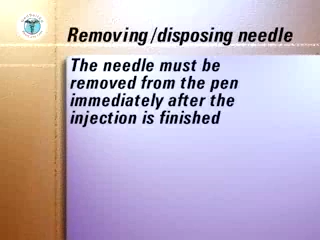 Removing/disposing needle
The needle must be
removed from the pen
immediately after the
injection is finished